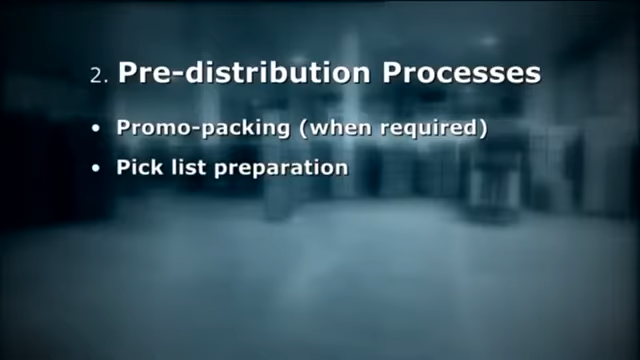 2. Pre-distribution Processes
• Promo-packing (when required)
• Pick list preparation